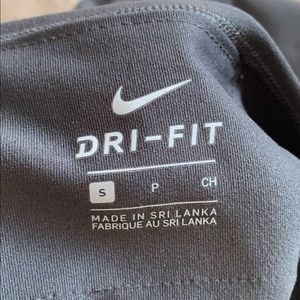 DRI-FIT
S P CH
MADE IN SRI LANKA
FABRIQUE AU SRI LANKA